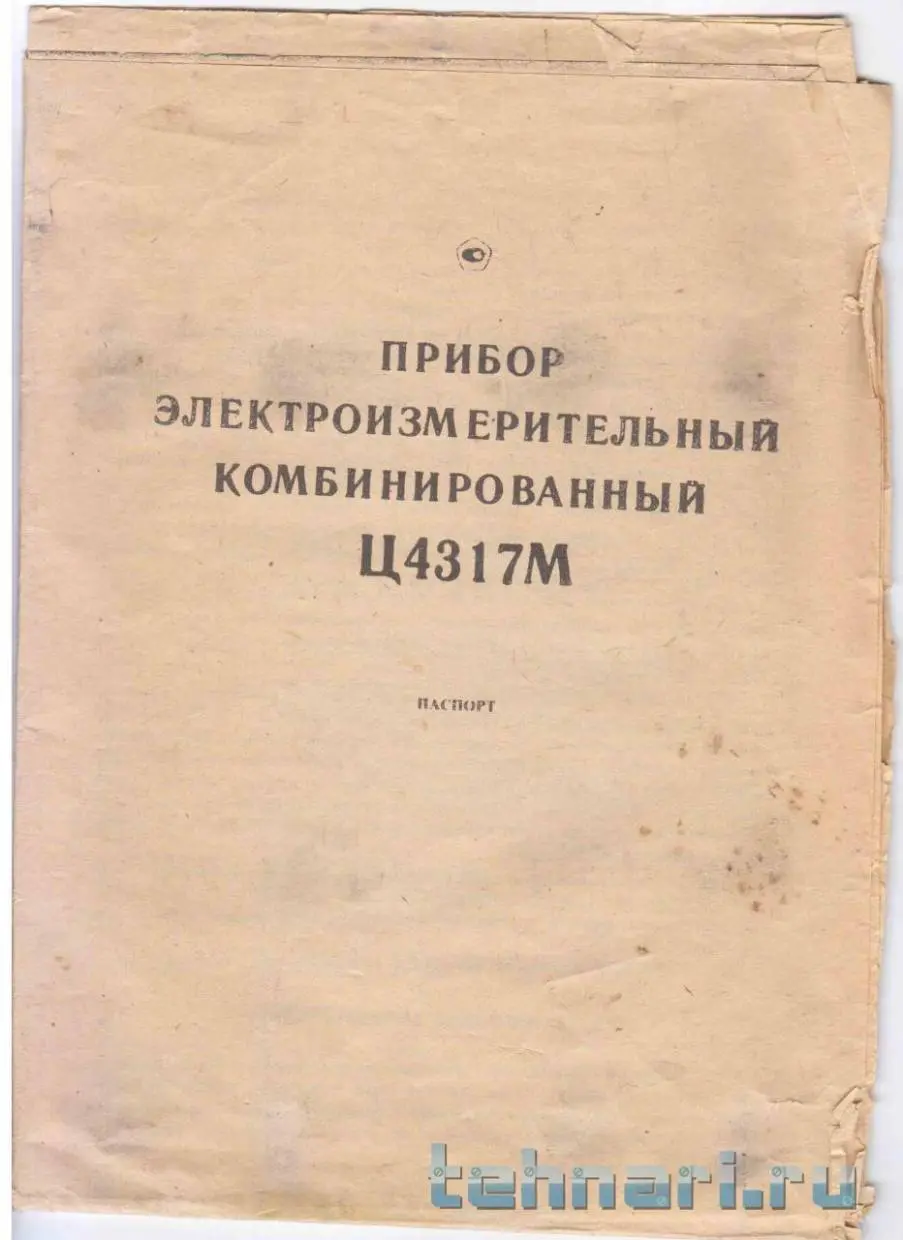 ПРИБОР
ЭЛЕКТРОИЗМЕРИТЕЛЬНЫЙ
КОМБИНИРОВАННЫЙ
Ц4317М
ПАСПОРТ
tehnari.ru